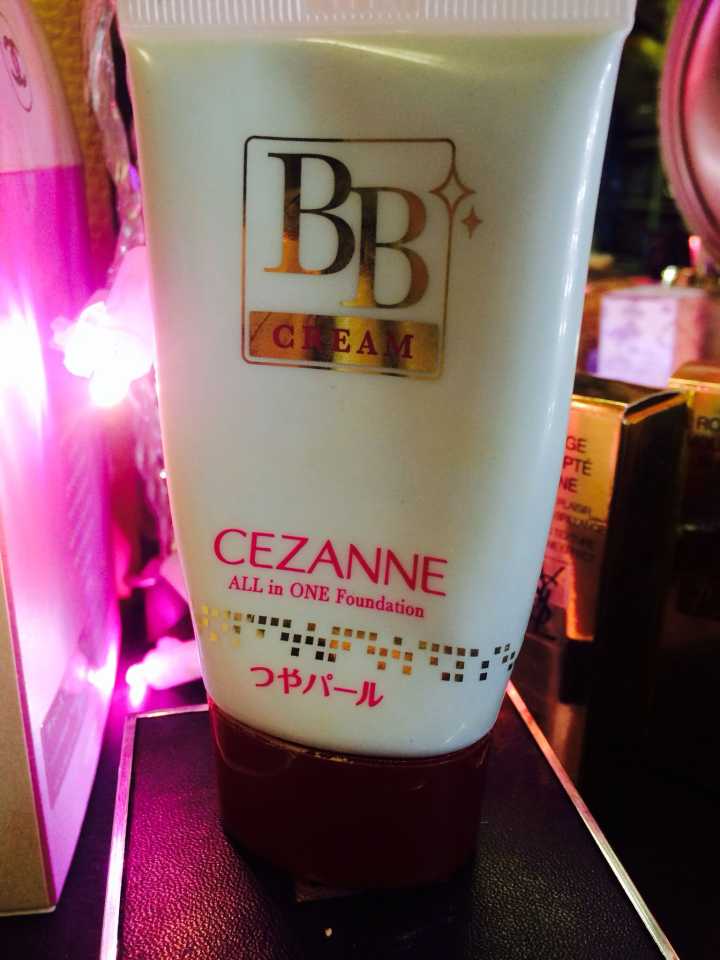 BB
CREAM
CEZANNE
ALL in ONE Foundation
つやパール